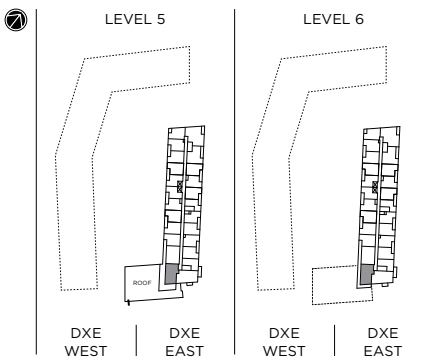 LEVEL 5
LEVEL 6
ROOF
DXE
WEST
DXE
EAST
DXE
WEST
DXE
EAST